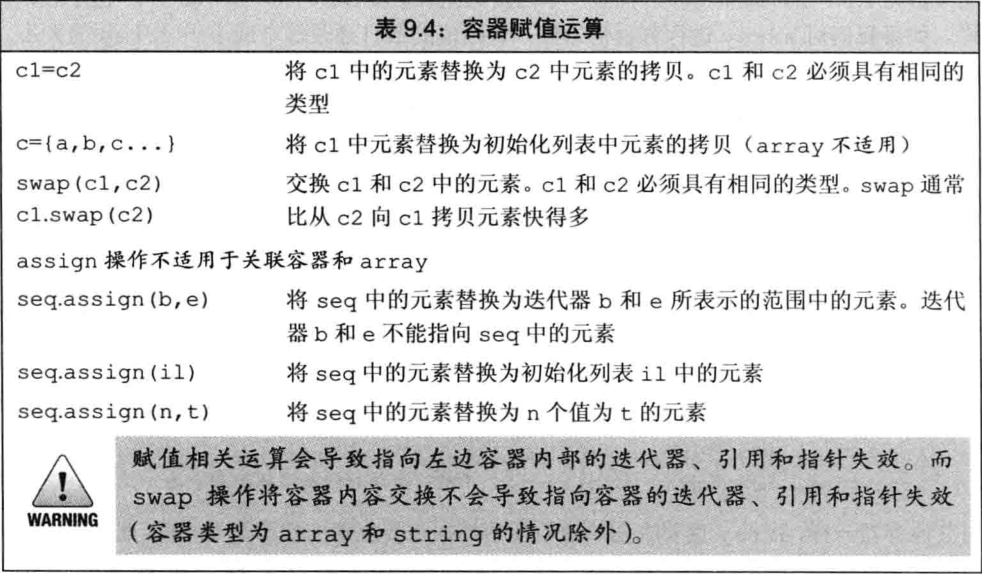 表 9.4：容器赋值运算
c1=c2 将 c1 中的元素替换为 c2 中元素的拷贝。c1 和 c2 必须具有相同的
类型
c={a,b,c...} 将 c1 中元素替换为初始化列表中元素的拷贝（array 不适用）
swap(c1,c2) 交换 c1 和 c2 中的元素。c1 和 c2 必须具有相同的类型。swap 通常
c1.swap(c2) 比从 c2 向 c1 拷贝元素快得多
assign 操作不适用于关联容器和 array
seq.assign(b,e) 将 seq 中的元素替换为迭代器 b 和 e 所表示的范围中的元素。迭代
器 b 和 e 不能指向 seq 中的元素
seq.assign(il) 将 seq 中的元素替换为初始化列表 il 中的元素
seq.assign(n,t) 将 seq 中的元素替换为 n 个值为 t 的元素
赋值相关运算会导致指向左边容器内部的迭代器、引用和指针失效。而
swap 操作将容器内容交换不会导致指向容器的迭代器、引用和指针失效
（容器类型为 array 和 string 的情况除外）。
WARNING